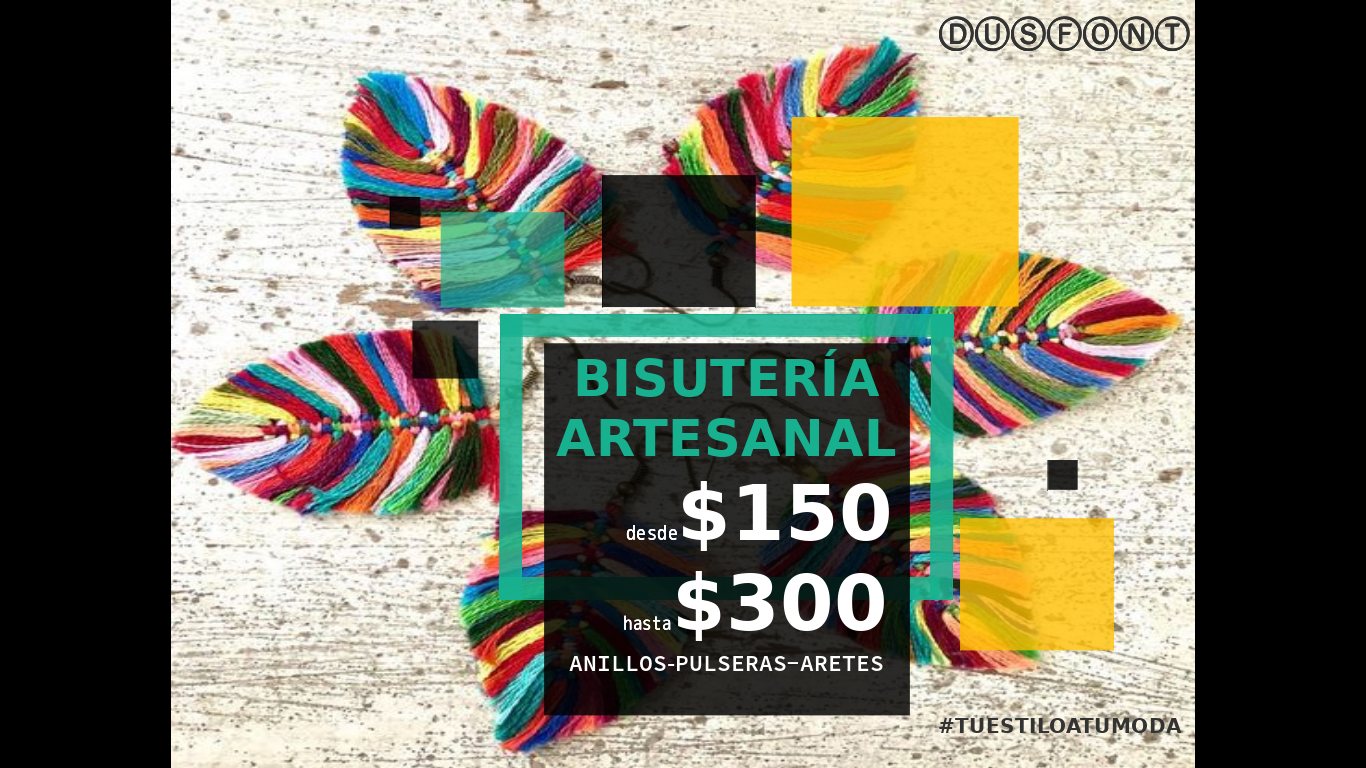 DUSFONT
BISUTERÍA
ARTESANAL
desde $150
hasta $300
ANILLOS-PULSERAS-ARETES
#TUESTILOATUMODA